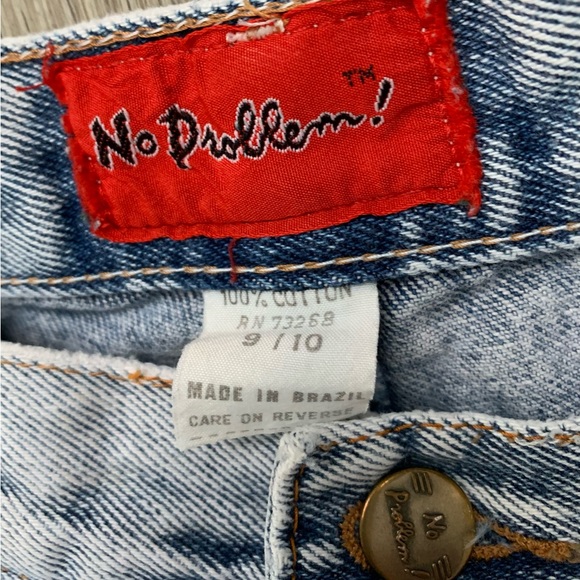 No Problem! ™
100% COTTON
RN 73268
9 / 10
MADE IN BRAZIL
CARE ON REVERSE
No
Problem!